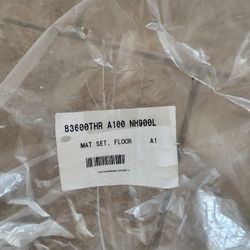 83600THR A100 NH900L
MAT SET, FLOOR A1